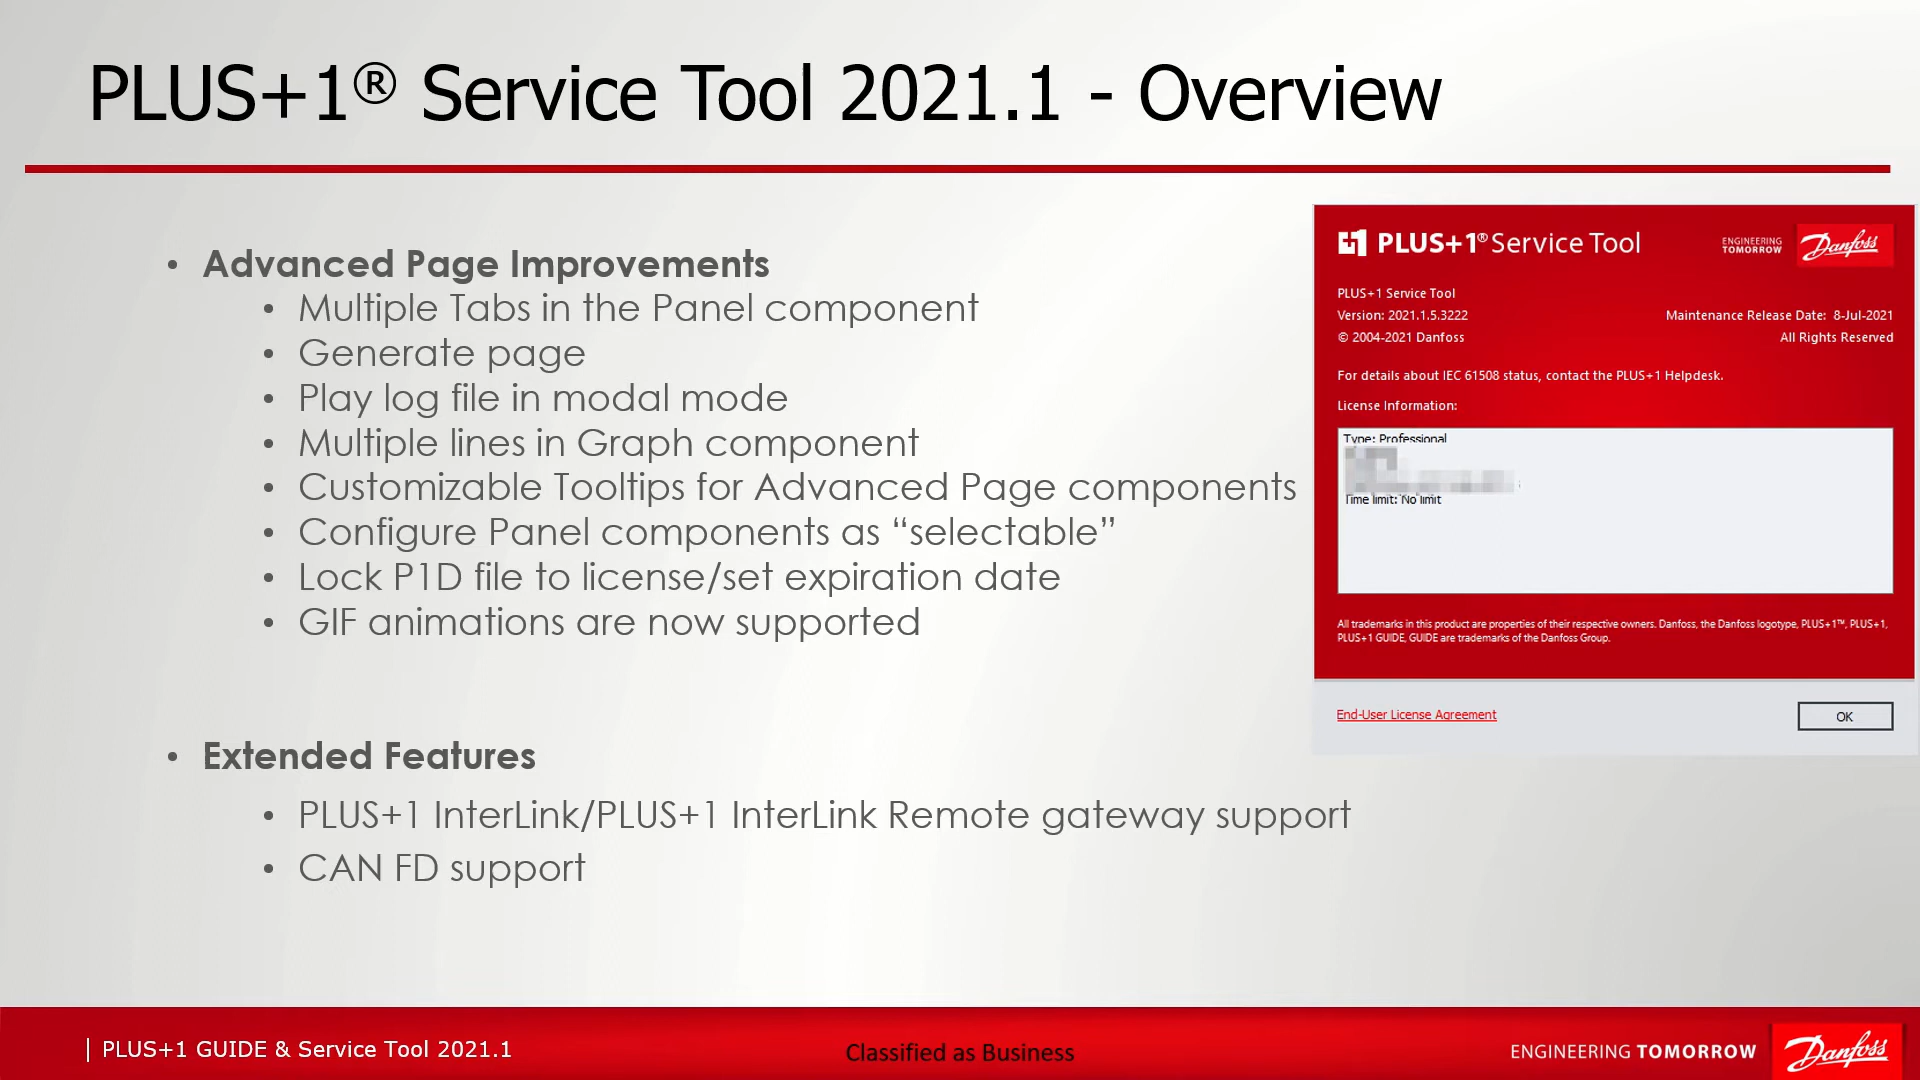 PLUS+1® Service Tool 2021.1 - Overview
• Advanced Page Improvements
• Multiple Tabs in the Panel component
• Generate page
• Play log file in modal mode
• Multiple lines in Graph component
• Customizable Tooltips for Advanced Page components
• Configure Panel components as “selectable”
• Lock P1D file to license/set expiration date
• GIF animations are now supported
• Extended Features
• PLUS+1 InterLink/PLUS+1 InterLink Remote gateway support
• CAN FD support
PLUS+1® Service Tool
ENGINEERING
TOMORROW
Danfoss
PLUS+1 Service Tool
Version: 2021.1.5.3222
Maintenance Release Date: 8-Jul-2021
© 2004-2021 Danfoss
All Rights Reserved
For details about IEC 61508 status, contact the PLUS+1 Helpdesk.
License Information:
Type: Professional
Time limit: No limit
All trademarks in this product are properties of their respective owners. Danfoss, the Danfoss logotype, PLUS+1™, PLUS+1,
PLUS+1 GUIDE, GUIDE are trademarks of the Danfoss Group.
End-User License Agreement
OK
| PLUS+1 GUIDE & Service Tool 2021.1
Classified as Business
ENGINEERING TOMORROW
Danfoss